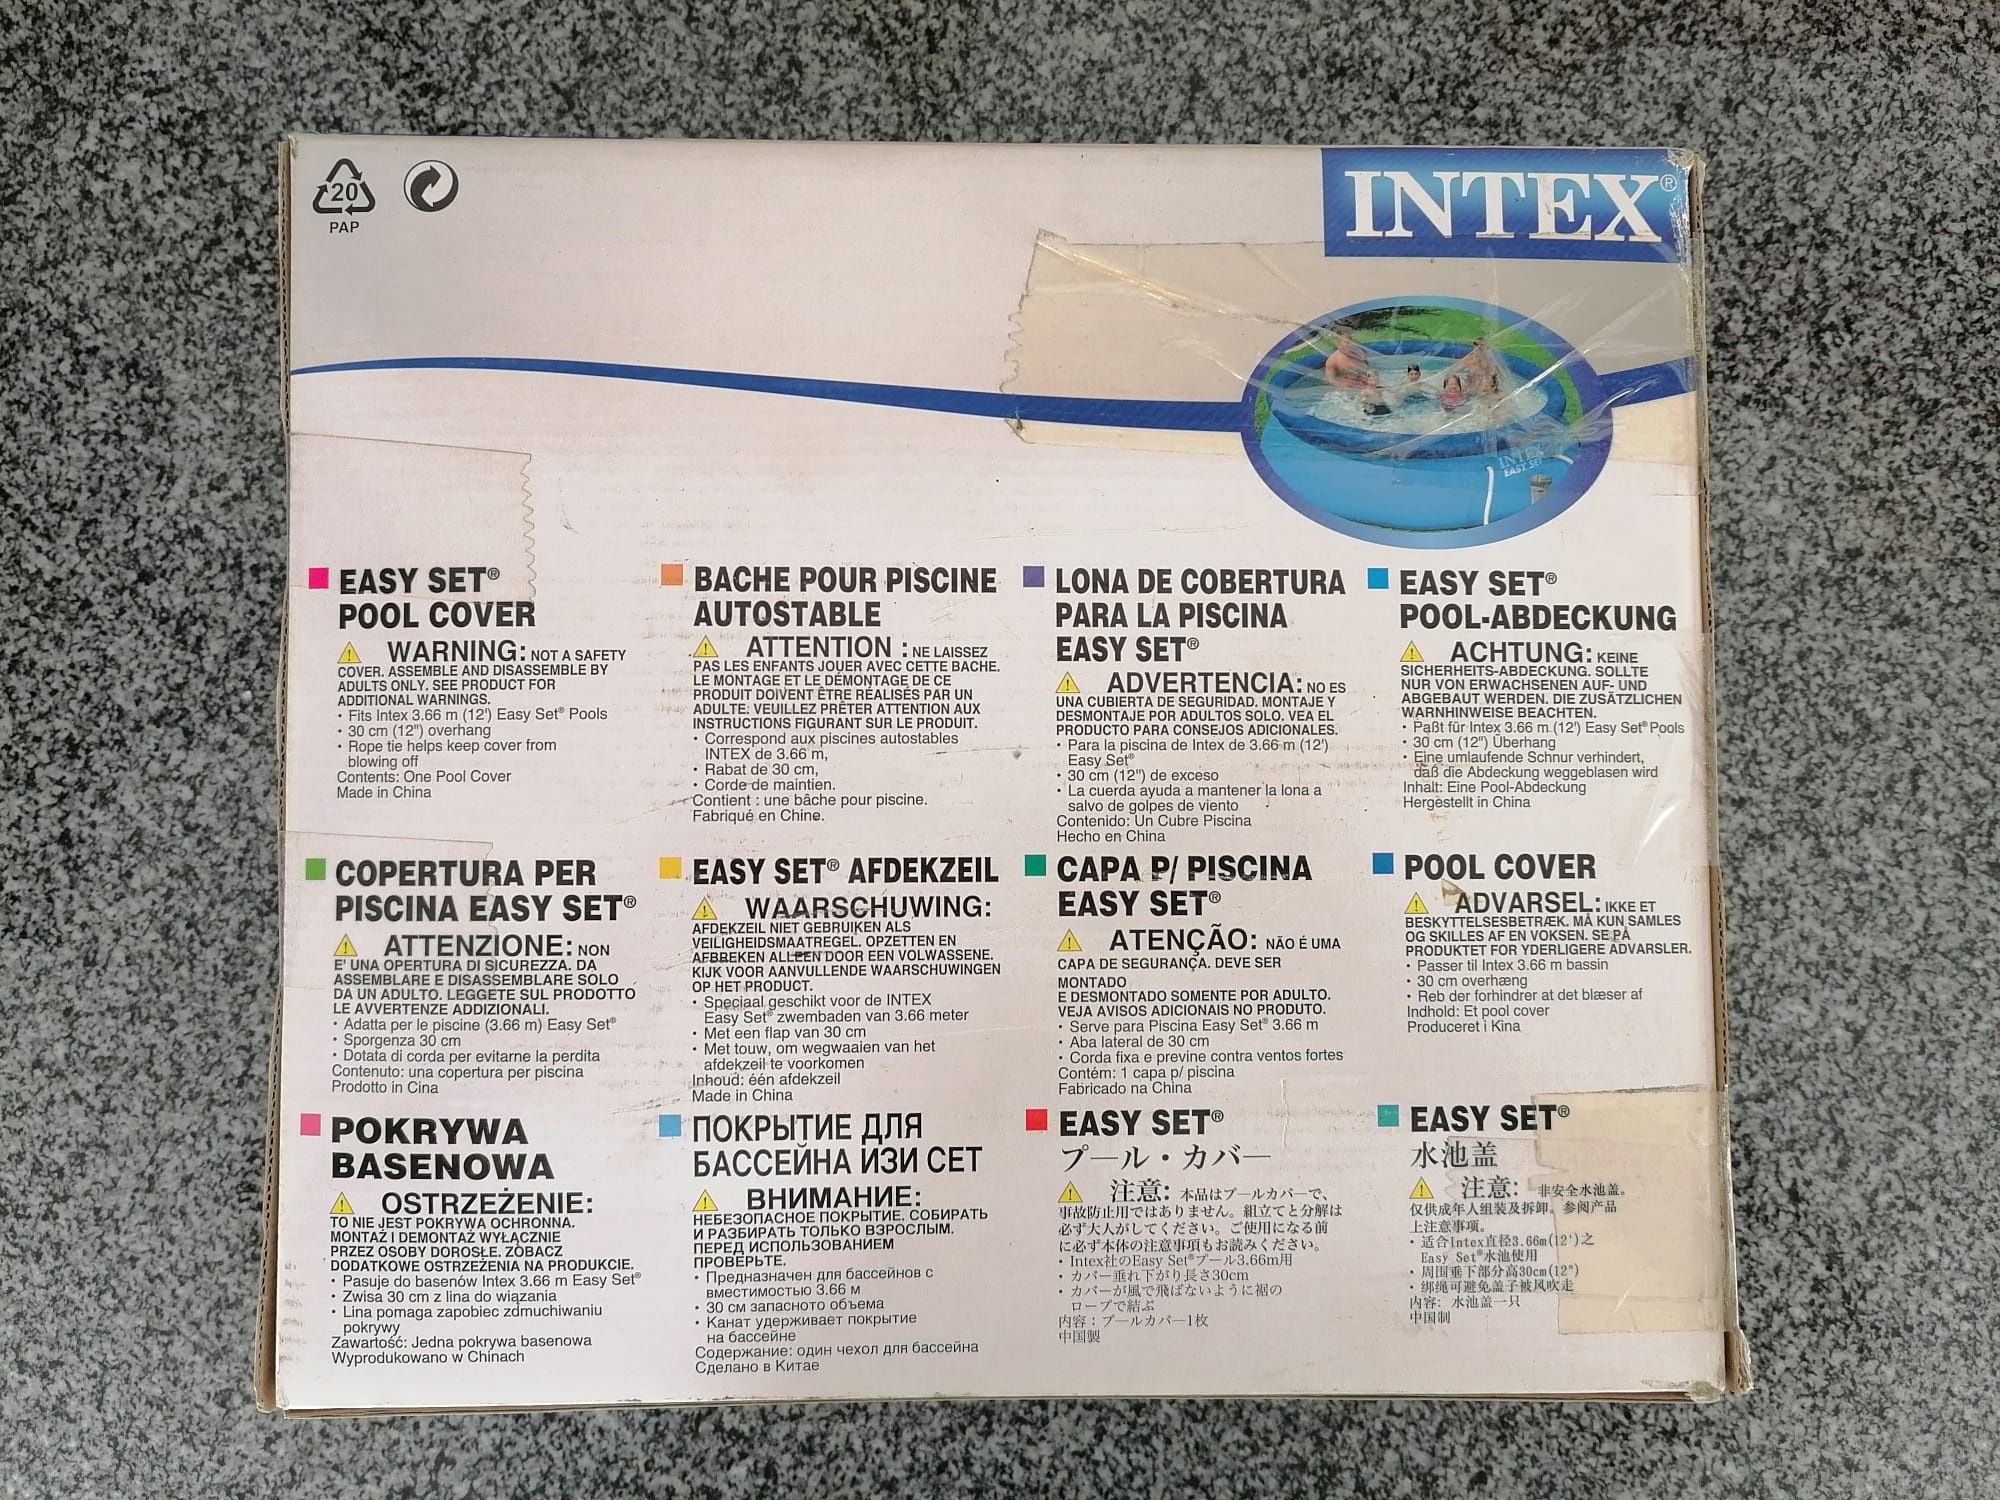 20
PAP
INTEX®
INTEX
EASY SET
EASY SET®
POOL COVER
WARNING: NOT A SAFETY
COVER. ASSEMBLE AND DISASSEMBLE BY
ADULTS ONLY. SEE PRODUCT FOR
ADDITIONAL WARNINGS.
• Fits Intex 3.66 m (12') Easy Set® Pools
• 30 cm (12") overhang
• Rope tie helps keep cover from
blowing off
Contents: One Pool Cover
Made in China
BACHE POUR PISCINE
AUTOSTABLE
ATTENTION : NE LAISSEZ
PAS LES ENFANTS JOUER AVEC CETTE BACHE.
LE MONTAGE ET LE DÉMONTAGE DE CE
PRODUIT DOIVENT ÊTRE RÉALISÉS PAR UN
ADULTE. VEUILLEZ PRÊTER ATTENTION AUX
INSTRUCTIONS FIGURANT SUR LE PRODUIT.
• Correspond aux piscines autostables
INTEX de 3.66 m,
• Rabat de 30 cm,
• Corde de maintien.
Contient : une bâche pour piscine.
Fabriqué en Chine.
LONA DE COBERTURA
PARA LA PISCINA
EASY SET®
ADVERTENCIA: NO ES
UNA CUBIERTA DE SEGURIDAD. MONTAJE Y
DESMONTAJE POR ADULTOS SOLO. VEA EL
PRODUCTO PARA CONSEJOS ADICIONALES.
• Para la piscina de Intex de 3.66 m (12')
Easy Set®
• 30 cm (12") de exceso
• La cuerda ayuda a mantener la lona a
salvo de golpes de viento
Contenido: Un Cubre Piscina
Hecho en China
EASY SET®
POOL-ABDECKUNG
ACHTUNG: KEINE
SICHERHEITS-ABDECKUNG. SOLLTE
NUR VON ERWACHSENEN AUF- UND
ABGEBAUT WERDEN. DIE ZUSÄTZLICHEN
WARNHINWEISE BEACHTEN.
• Paßt für Intex 3.66 m (12') Easy Set® Pools
• 30 cm (12") Überhang
• Eine umlaufende Schnur verhindert,
daß die Abdeckung weggeblasen wird
Inhalt: Eine Pool-Abdeckung
Hergestellt in China
COPERTURA PER
PISCINA EASY SET®
ATTENZIONE: NON
E' UNA OPERTURA DI SICUREZZA. DA
ASSEMBLARE E DISASSEMBLARE SOLO
DA UN ADULTO. LEGGETE SUL PRODOTTO
LE AVVERTENZE ADDIZIONALI.
• Adatta per le piscine (3.66 m) Easy Set®
• Sporgenza 30 cm
• Dotata di corda per evitarne la perdita
Contenuto: una copertura per piscina
Prodotto in Cina
EASY SET® AFDEKZEIL
WAARSCHUWING:
AFDEKZEIL NIET GEBRUIKEN ALS
VEILIGHEIDSMAATREGEL. OPZETTEN EN
AFBREKEN ALLEEN DOOR EEN VOLWASSENE.
KIJK VOOR AANVULLENDE WAARSCHUWINGEN
OP HET PRODUCT.
• Speciaal geschikt voor de INTEX
Easy Set® zwembaden van 3.66 meter
• Met een flap van 30 cm
• Met touw, om wegwaaien van het
afdekzeil te voorkomen
Inhoud: één afdekzeil
Made in China
CAPA P/ PISCINA
EASY SET®
ATENÇÃO: NÃO É UMA
CAPA DE SEGURANÇA. DEVE SER
MONTADO
E DESMONTADO SOMENTE POR ADULTO.
VEJA AVISOS ADICIONAIS NO PRODUTO.
• Serve para Piscina Easy Set® 3.66 m
• Aba lateral de 30 cm
• Corda fixa e previne contra ventos fortes
Contém: 1 capa p/ piscina
Fabricado na China
POOL COVER
ADVARSEL: IKKE ET
BESKYTTELSESBETRÆK. MÅ KUN SAMLES
OG SKILLES AF EN VOKSEN. SE PÅ
PRODUKTET FOR YDERLIGERE ADVARSLER.
• Passer til Intex 3.66 m bassin
• 30 cm overhæng
• Reb der forhindrer at det blæser af
Indhold: Et pool cover
Produceret i Kina
POKRYWA
BASENOWA
OSTRZEŻENIE:
TO NIE JEST POKRYWA OCHRONNA.
MONTAŻ I DEMONTAŻ WYŁĄCZNIE
PRZEZ OSOBY DOROSŁE. ZOBACZ
DODATKOWE OSTRZEŻENIA NA PRODUKCIE.
• Pasuje do basenów Intex 3.66 m Easy Set®
• Zwisa 30 cm z lina do wiązania
• Lina pomaga zapobiec zdmuchiwaniu
pokrywy
Zawartość: Jedna pokrywa basenowa
Wyprodukowano w Chinach
ПОКРЫТИЕ ДЛЯ
БАССЕЙНА ИЗИ СЕТ
ВНИМАНИЕ:
НЕБЕЗОПАСНОЕ ПОКРЫТИЕ. СОБИРАТЬ
И РАЗБИРАТЬ ТОЛЬКО ВЗРОСЛЫМ.
ПЕРЕД ИСПОЛЬЗОВАНИЕМ
ПРОВЕРЬТЕ.
• Предназначен для бассейнов с
вместимостью 3.66 м
• 30 см запасното объема
• Канат удерживает покрытие
на бассейне
Содержание: один чехол для бассейна
Сделано в Китае
EASY SET®
プール・カバー
注意: 本品はプールカバーで、
事故防止用ではありません。組立てと分解は
必ず大人がしてください。ご使用になる前
に必ず本体の注意事項もお読みください。
• Intex社のEasy Set®プール3.66m用
• カバー垂れ下がり長さ30cm
• カバーが風で飛ばないように裾の
ロープで結ぶ
内容：プールカバー1枚
中国製
EASY SET®
水池盖
注意: 非安全水池盖。
仅供成年人组装及拆卸。参阅产品
上注意事项。
• 适合Intex直径3.66m(12')之
Easy Set®水池使用
• 周围垂下部分高30cm(12")
• 绑绳可避免盖子被风吹走
内容: 水池盖一只
中国制